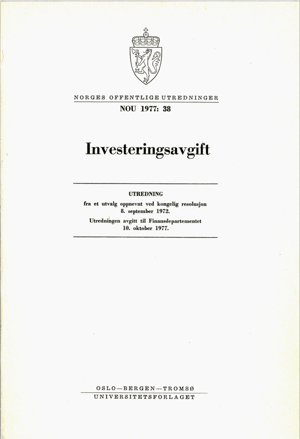 NORGES OFFENTLIGE UTREDNINGER
NOU 1977: 38
Investeringsavgift
UTREDNING
fra et utvalg oppnevnt ved kongelig resolusjon
8. september 1972.
Utredningen avgitt til Finansdepartementet
10. oktober 1977.
OSLO—BERGEN—TROMSØ
UNIVERSITETSFORLAGET